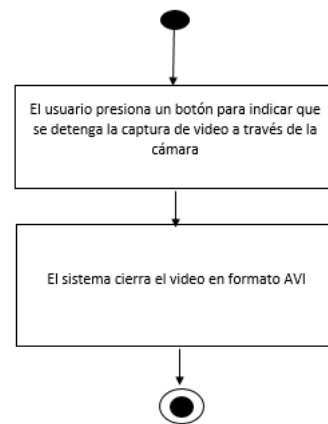 El usuario presiona un botón para indicar que
se detenga la captura de video a través de la
cámara
El sistema cierra el video en formato AVI